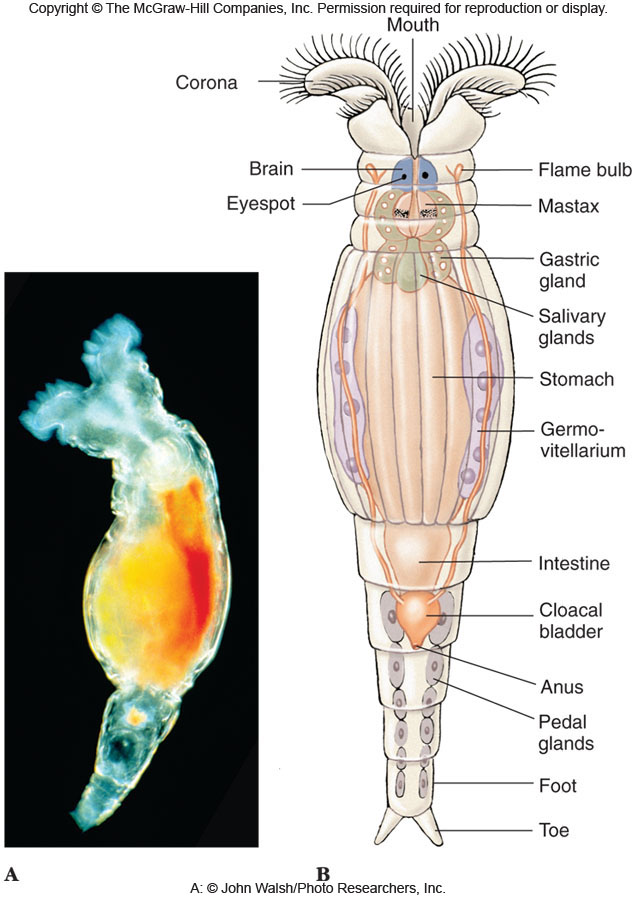 Copyright © The McGraw-Hill Companies, Inc. Permission required for reproduction or display.
Mouth
Corona
Brain
Eyespot
Flame bulb
Mastax
Gastric
gland
Salivary
glands
Stomach
Germo-
vitellarium
Intestine
Cloacal
bladder
Anus
Pedal
glands
Foot
Toe
A
B
A: © John Walsh/Photo Researchers, Inc.